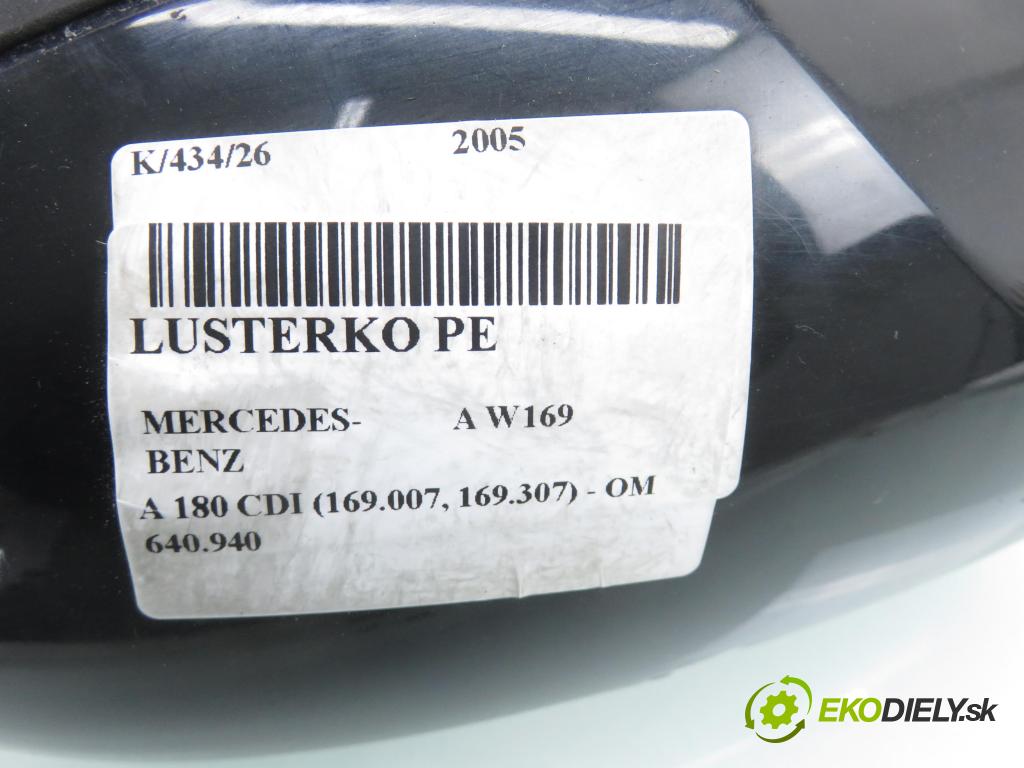 K/434/26 2005
LUSTERKO PE
MERCEDES- A W169
BENZ
A 180 CDI (169.007, 169.307) - OM
640.940
EKODIELY.sk